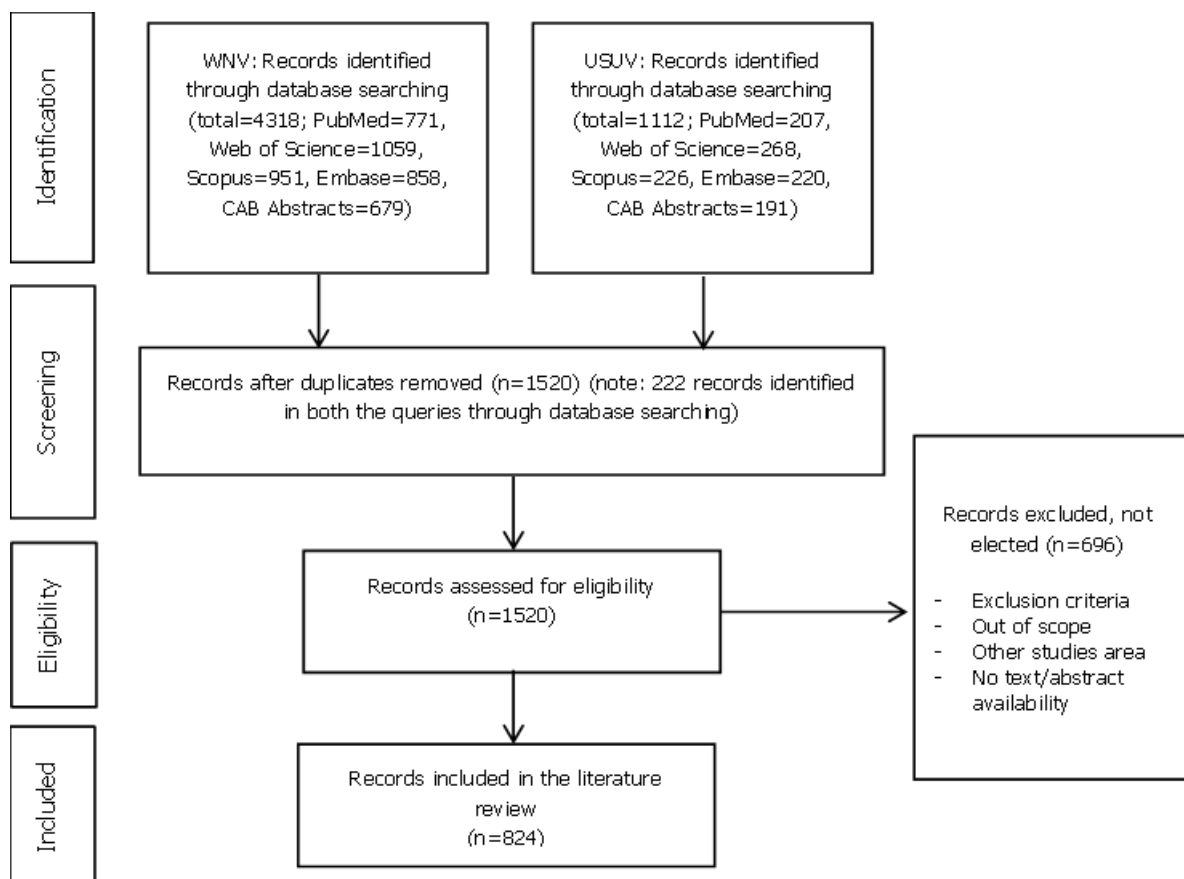 Identification
WNV: Records identified
through database searching
(total=4318; PubMed=771,
Web of Science=1059,
Scopus=951, Embase=858,
CAB Abstracts=679)
USUV: Records identified
through database searching
(total=1112; PubMed=207,
Web of Science=268,
Scopus=226, Embase=220,
CAB Abstracts=191)
Screening
Records after duplicates removed (n=1520) (note: 222 records identified
in both the queries through database searching)
Eligibility
Records assessed for eligibility
(n=1520)
Records excluded, not
elected (n=696)
- Exclusion criteria
- Out of scope
- Other studies area
- No text/abstract
availability
Included
Records included in the literature
review
(n=824)